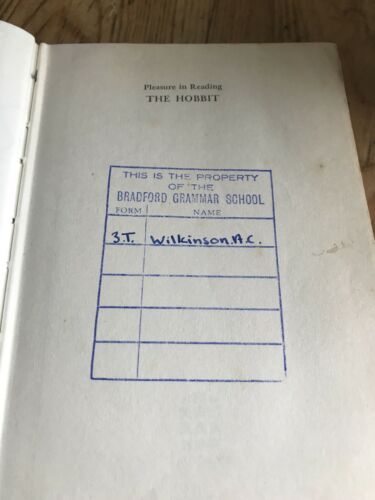 Pleasure in Reading
THE HOBBIT
THIS IS THE PROPERTY
OF THE
BRADFORD GRAMMAR SCHOOL
FORM NAME
3.T. Wilkinson. A.C.